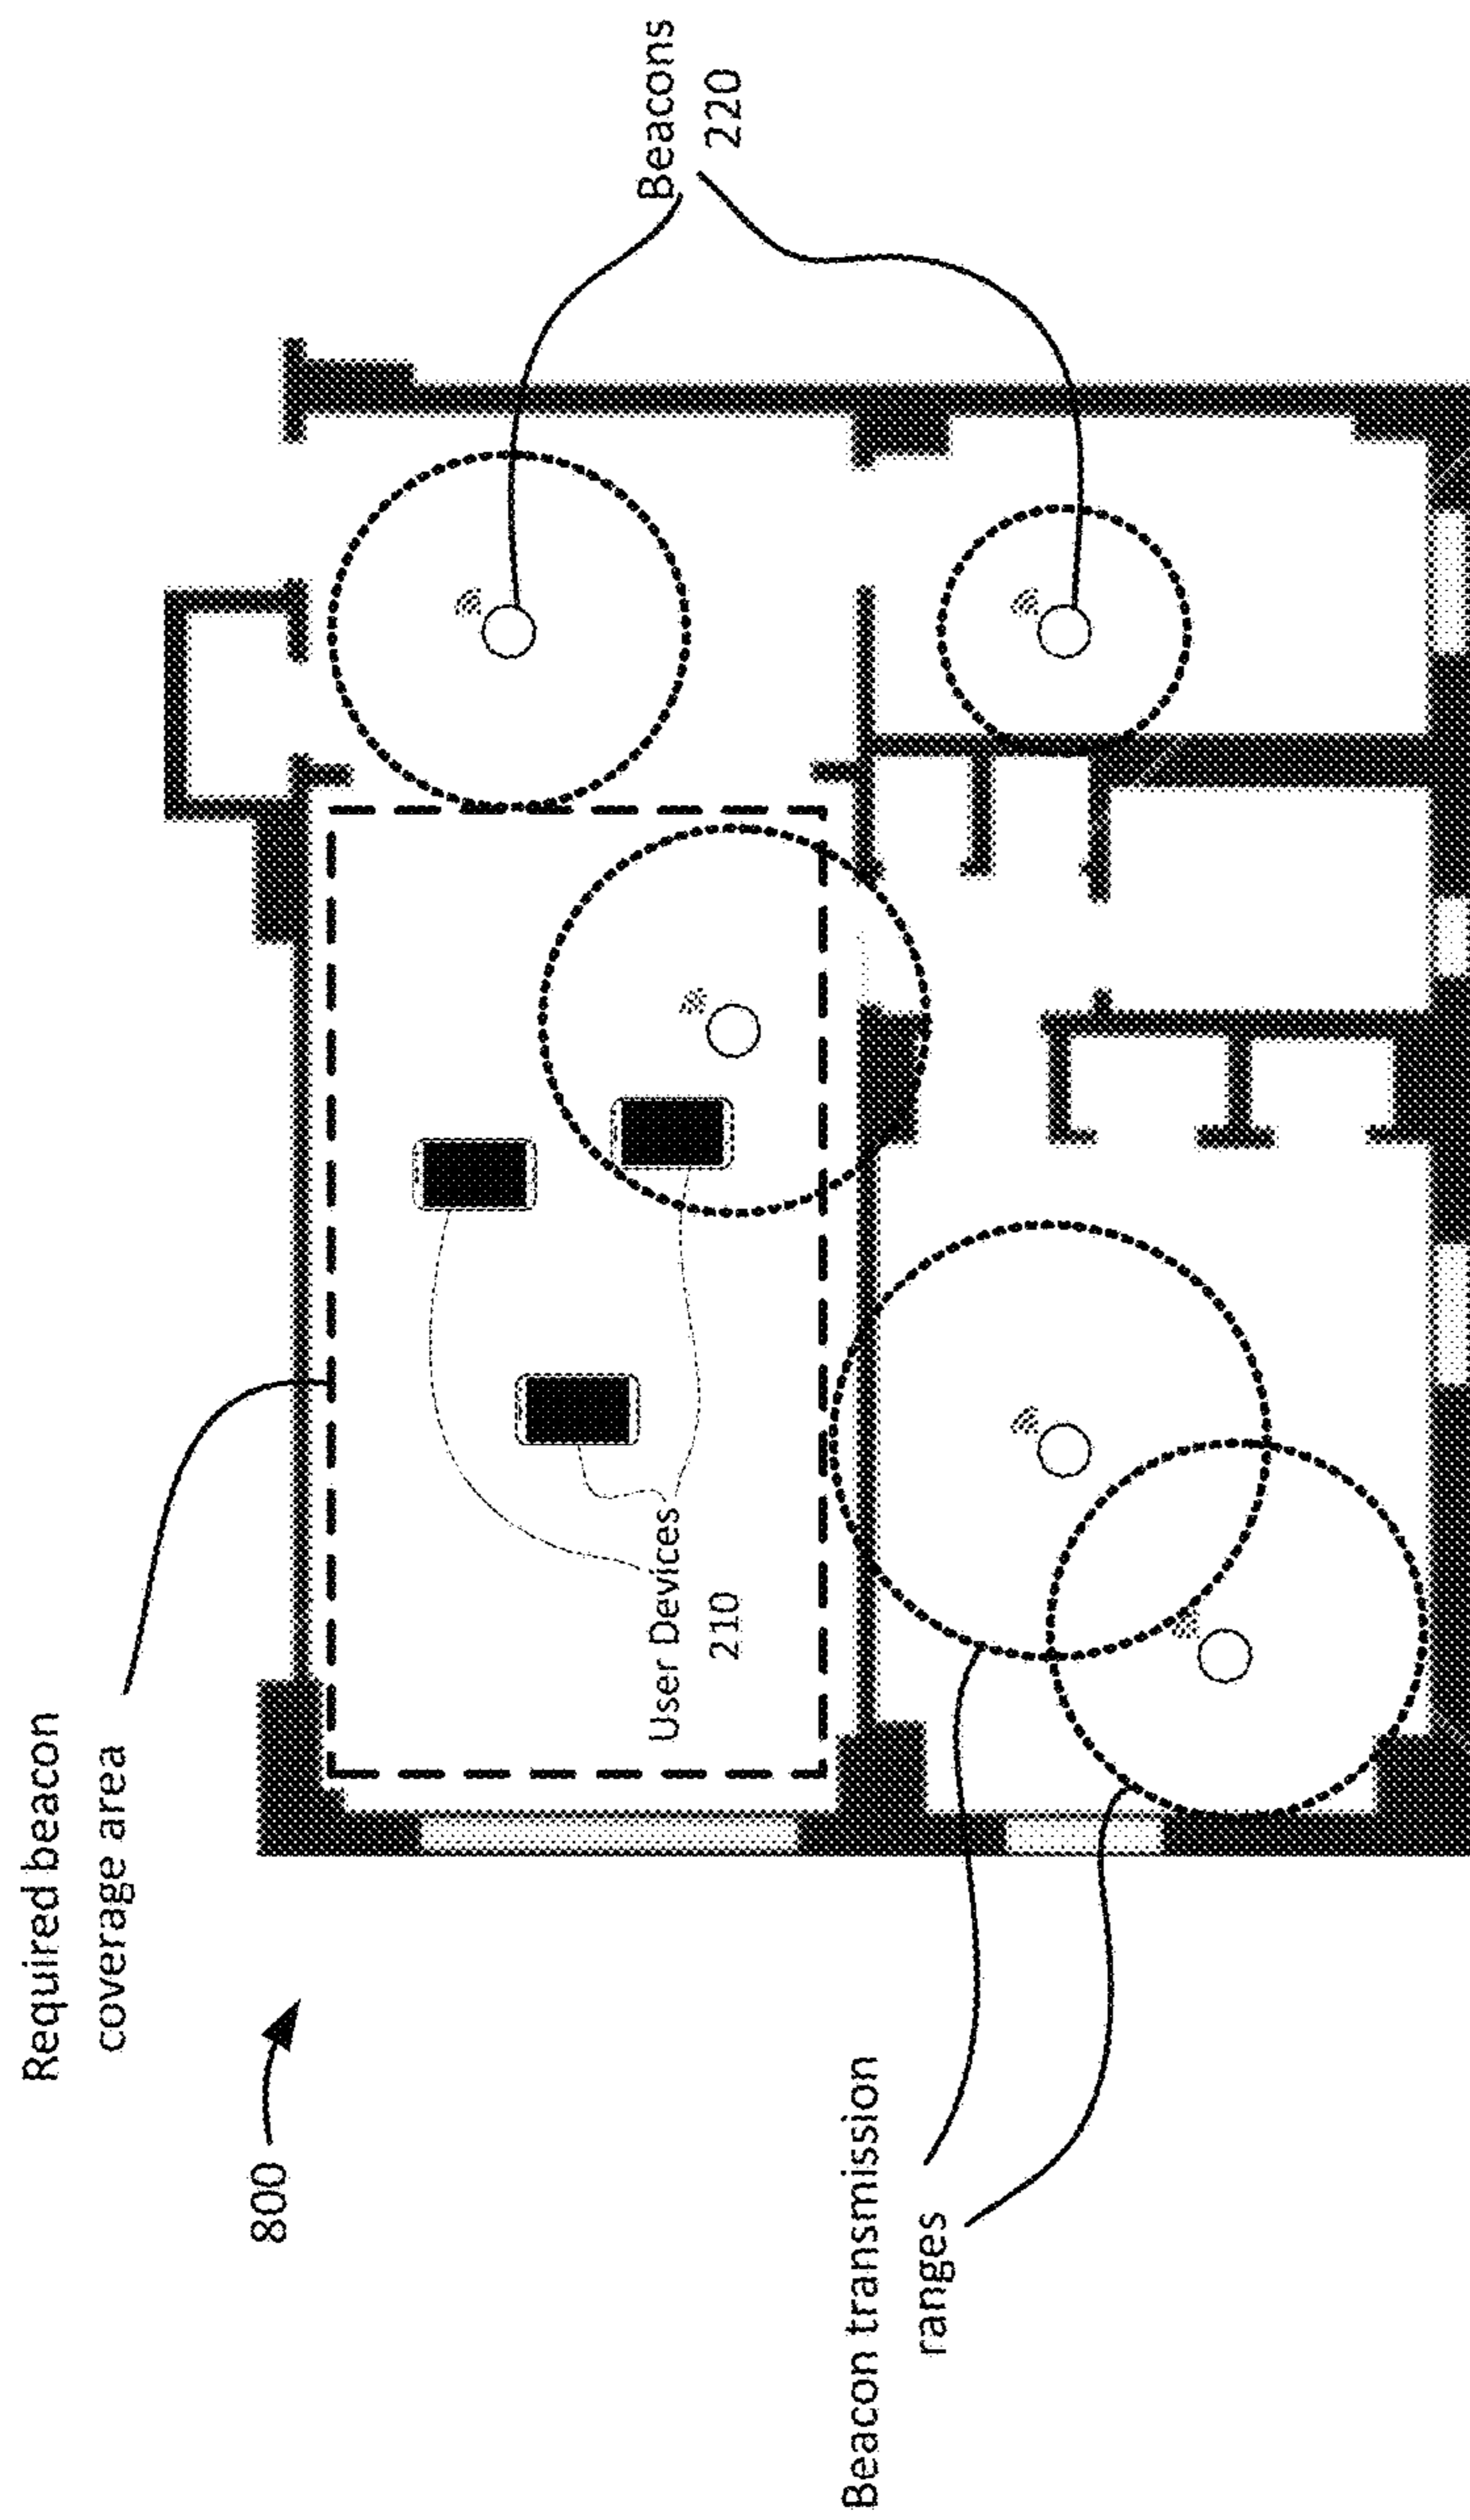 800
Required beacon
coverage area
Beacon transmission
ranges
User Devices
210
Beacons
220